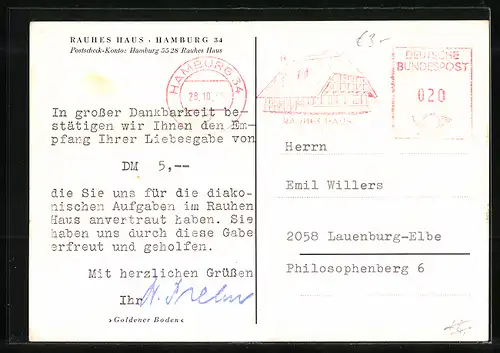 RAUHES HAUS · HAMBURG 34
Postscheck-Konto: Hamburg 55 28 Rauhes Haus
HAMBURG 34
28.10.
RAUHES HAUS
€3-
DEUTSCHE
BUNDESPOST
020
In großer Dankbarkeit be-
stätigen wir Ihnen den Em-
pfang Ihrer Liebesgabe von
DM 5,--
die Sie uns für die diako-
nischen Aufgaben im Rauhen
Haus anvertraut haben. Sie
haben uns durch diese Gabe
erfreut und geholfen.
Mit herzlichen Grüßen
Ihr
›Goldener Boden‹
Herrn
Emil Willers
2058 Lauenburg-Elbe
Philosophenberg 6